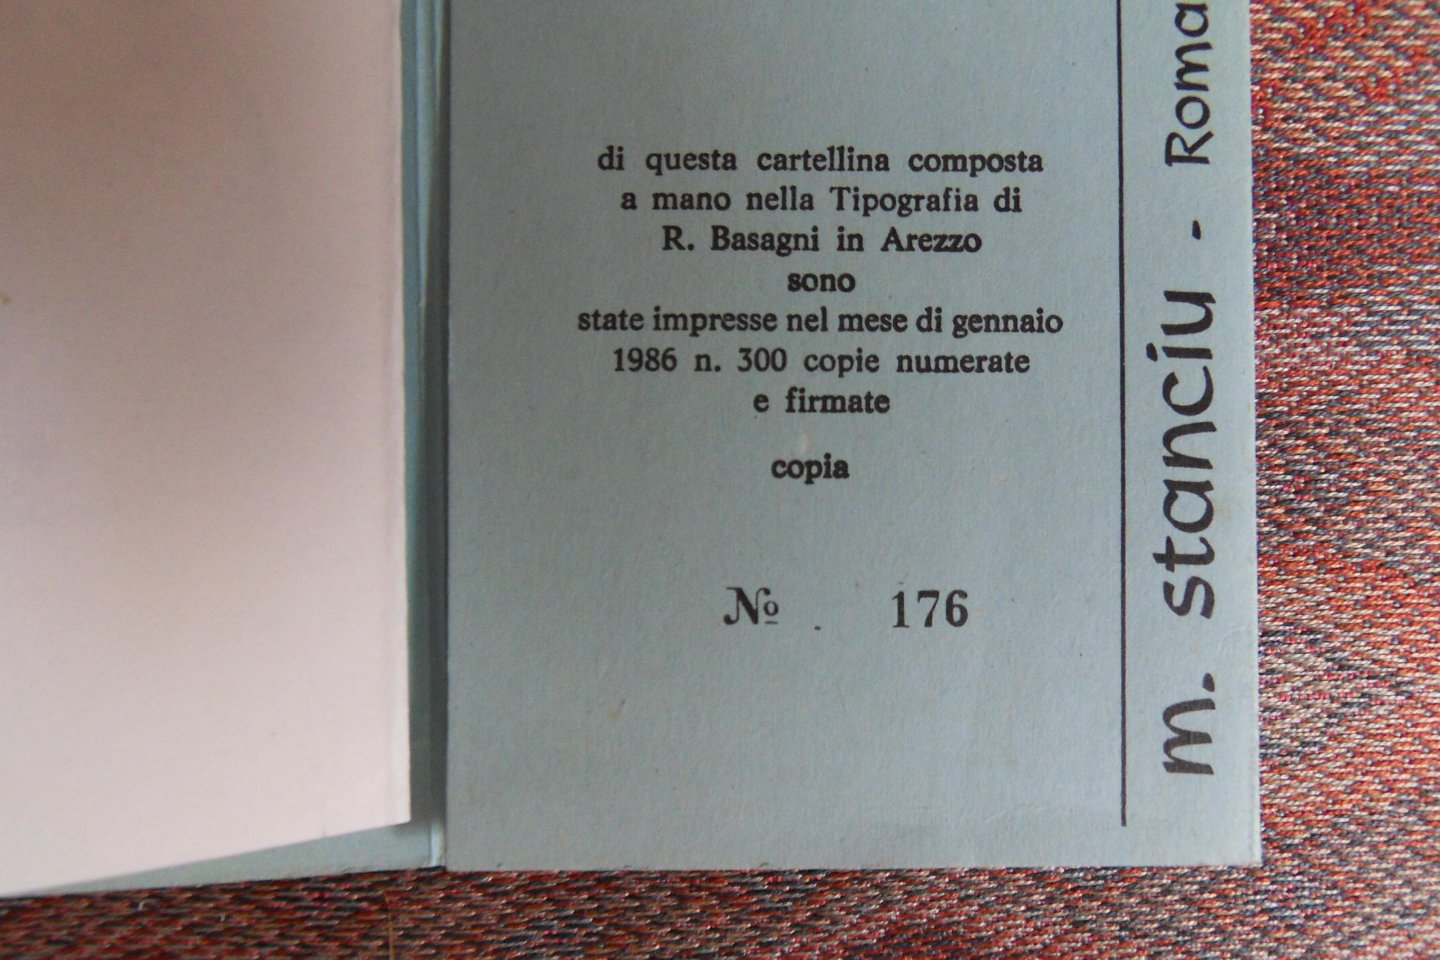 di questa cartellina composta
a mano nella Tipografia di
R. Basagni in Arezzo
sono
state impresse nel mese di gennaio
1986 n. 300 copie numerate
e firmate
copia
№ 176
m. stanciu - Roma